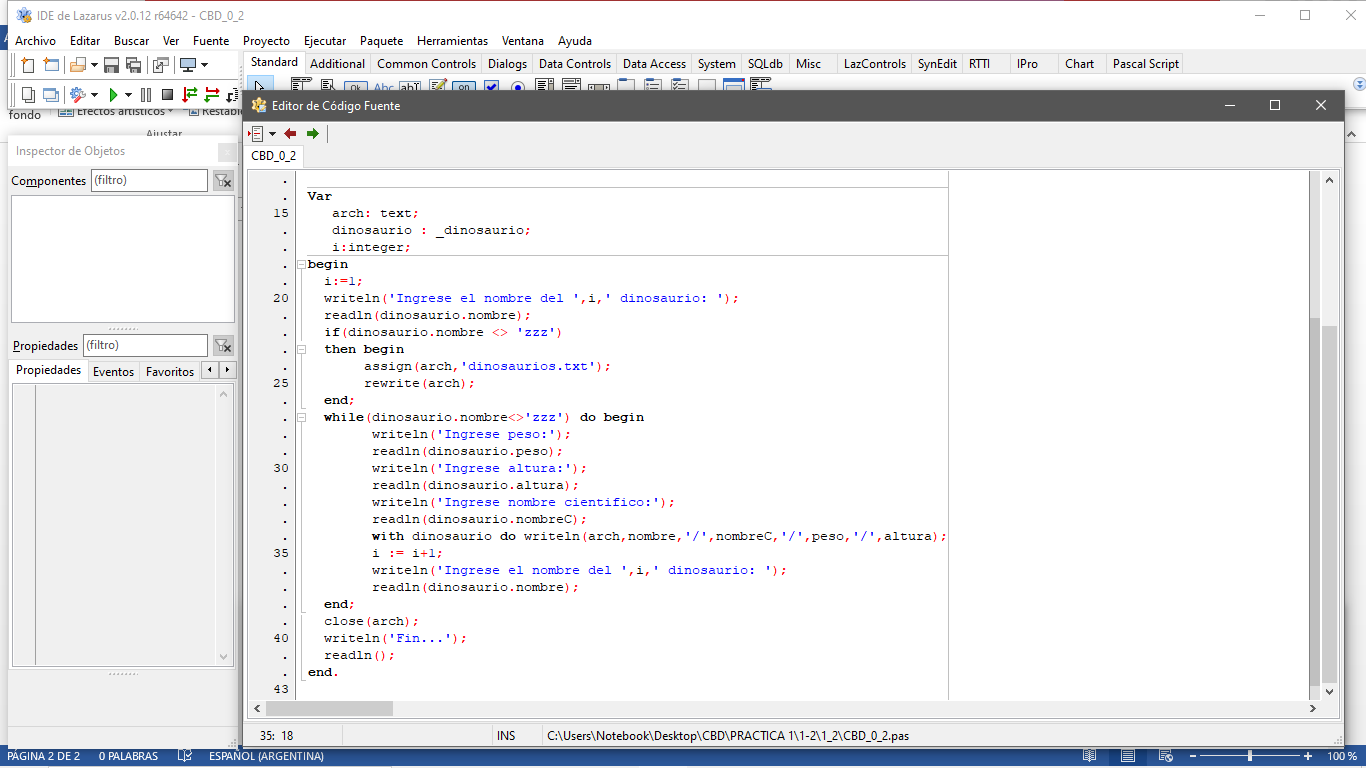 IDE de Lazarus v2.0.12 r64642 - CBD_0_2
Archivo Editar Buscar Ver Fuente Proyecto Ejecutar Paquete Herramientas Ventana Ayuda
Standard Additional Common Controls Dialogs Data Controls Data Access System SQLdb Misc LazControls SynEdit RTTI IPro Chart Pascal Script
fondo
Efectos artísticos
Ajustar
Editor de Código Fuente
CBD_0_2
Inspector de Objetos
Componentes (filtro)
Propiedades (filtro)
Propiedades Eventos Favoritos
.
. Var
15 arch: text;
. dinosaurio : _dinosaurio;
. i:integer;
. begin
. i:=1;
20 writeln('Ingrese el nombre del ',i,' dinosaurio: ');
. readln(dinosaurio.nombre);
. if(dinosaurio.nombre <> 'zzz')
. then begin
. assign(arch,'dinosaurios.txt');
25 rewrite(arch);
. end;
. while(dinosaurio.nombre<>'zzz') do begin
. writeln('Ingrese peso:');
. readln(dinosaurio.peso);
30 writeln('Ingrese altura:');
. readln(dinosaurio.altura);
. writeln('Ingrese nombre cientifico:');
. readln(dinosaurio.nombreC);
. with dinosaurio do writeln(arch,nombre,'/',nombreC,'/',peso,'/',altura);
35 i := i+1;
. writeln('Ingrese el nombre del ',i,' dinosaurio: ');
. readln(dinosaurio.nombre);
. end;
. close(arch);
40 writeln('Fin...');
. readln();
. end.
43
35: 18 INS C:\Users\Notebook\Desktop\CBD\PRACTICA 1\1-2\1_2\CBD_0_2.pas
PÁGINA 2 DE 2 0 PALABRAS ESPAÑOL (ARGENTINA) 100 %